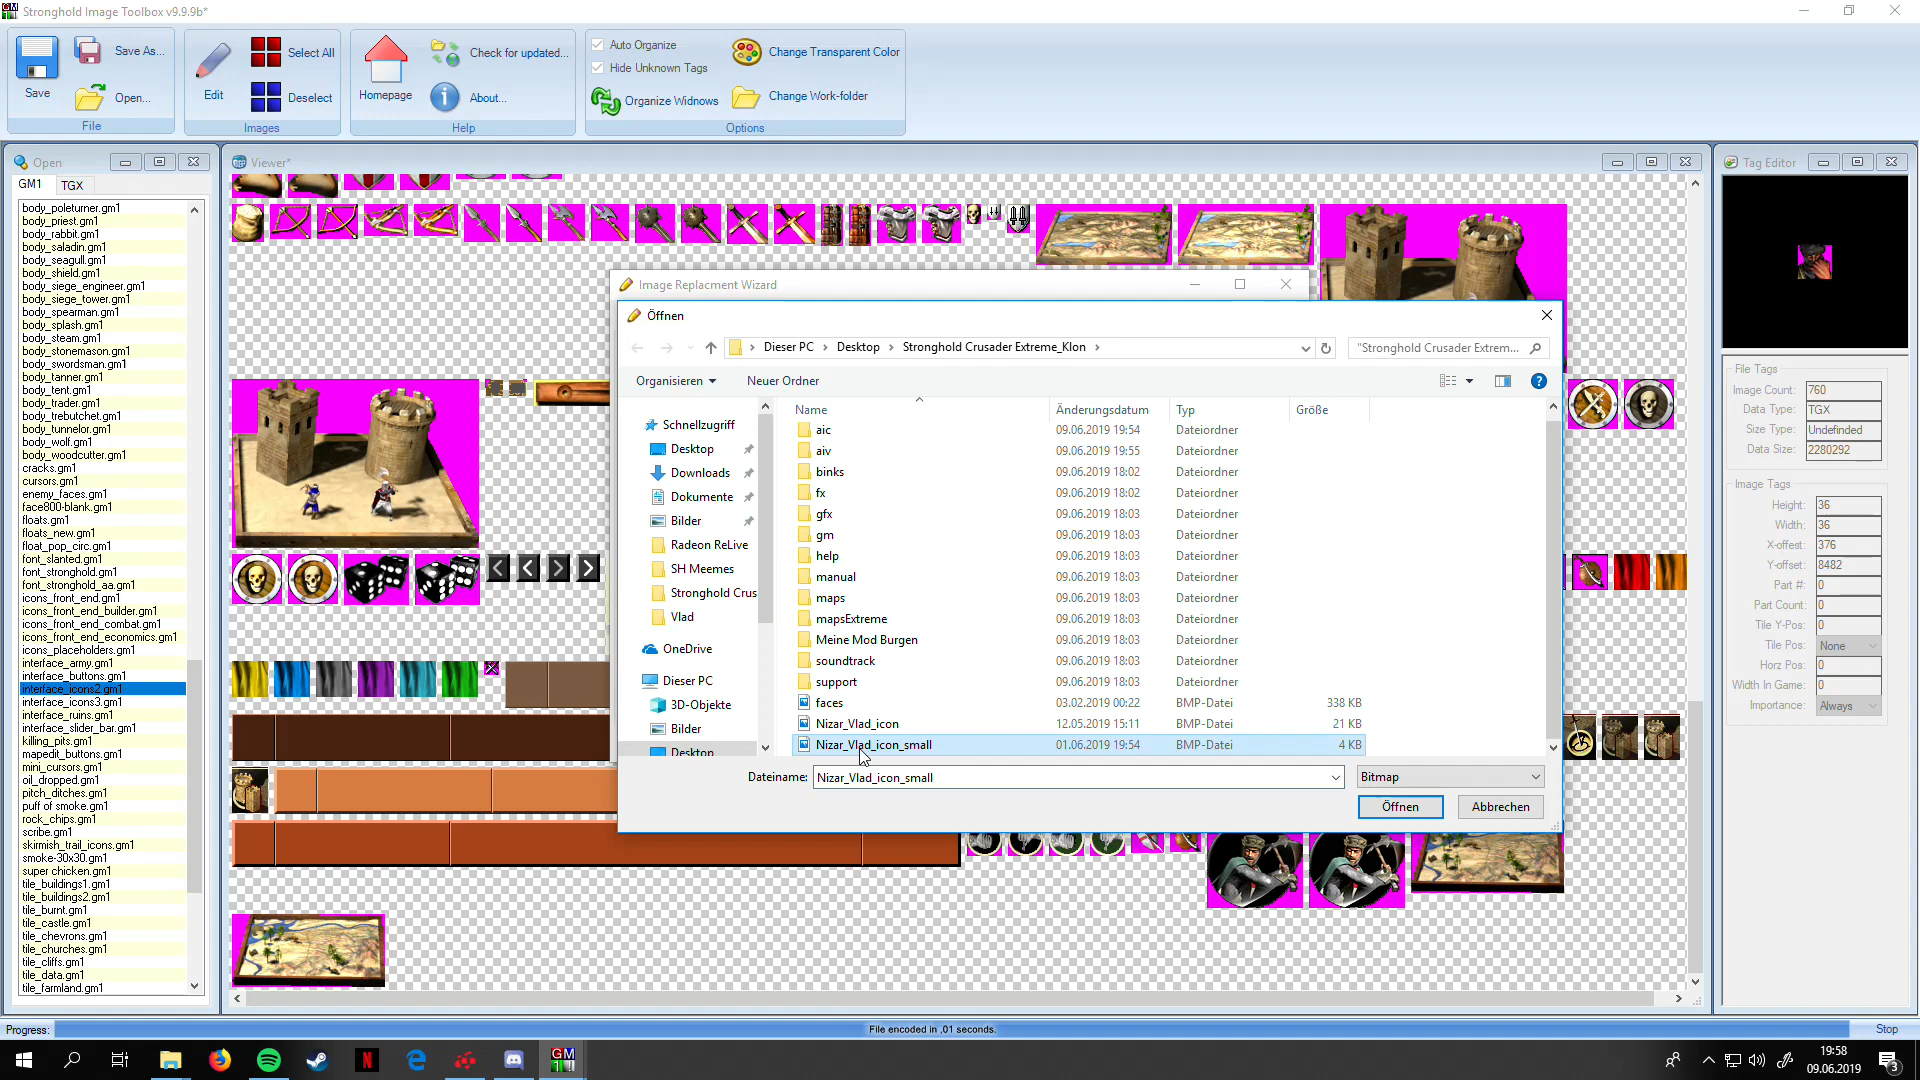 Stronghold Image Toolbox v9.9.9b*
Save
Save As...
Open...
File
Edit
Select All
Deselect
Images
Homepage
Check for updated...
About...
Help
Auto Organize
Hide Unknown Tags
Organize Widnows
Change Transparent Color
Change Work-folder
Options
Open
GM1
TGX
body_poleturner.gm1
body_priest.gm1
body_rabbit.gm1
body_saladin.gm1
body_seagull.gm1
body_shield.gm1
body_siege_engineer.gm1
body_siege_tower.gm1
body_spearman.gm1
body_splash.gm1
body_steam.gm1
body_stonemason.gm1
body_swordsman.gm1
body_tanner.gm1
body_tent.gm1
body_trader.gm1
body_trebutchet.gm1
body_tunnelor.gm1
body_wolf.gm1
body_woodcutter.gm1
cracks.gm1
cursors.gm1
enemy_faces.gm1
face800-blank.gm1
floats.gm1
floats_new.gm1
float_pop_circ.gm1
font_slanted.gm1
font_stronghold.gm1
font_stronghold_aa.gm1
icons_front_end.gm1
icons_front_end_builder.gm1
icons_front_end_combat.gm1
icons_front_end_economics.gm1
icons_placeholders.gm1
interface_army.gm1
interface_buttons.gm1
interface_icons2.gm1
interface_icons3.gm1
interface_ruins.gm1
interface_slider_bar.gm1
killing_pits.gm1
mapedit_buttons.gm1
mini_cursors.gm1
oil_dropped.gm1
pitch_ditches.gm1
puff of smoke.gm1
rock_chips.gm1
scribe.gm1
skirmish_trail_icons.gm1
smoke-30x30.gm1
super chicken.gm1
tile_buildings1.gm1
tile_buildings2.gm1
tile_burnt.gm1
tile_castle.gm1
tile_chevrons.gm1
tile_churches.gm1
tile_cliffs.gm1
tile_data.gm1
tile_farmland.gm1
Viewer*
Image Replacment Wizard
Öffnen
Dieser PC > Desktop > Stronghold Crusader Extreme_Klon >
"Stronghold Crusader Extrem...
Organisieren
Neuer Ordner
Schnellzugriff
Desktop
Downloads
Dokumente
Bilder
Radeon ReLive
SH Meemes
Stronghold Crus
Vlad
OneDrive
Dieser PC
3D-Objekte
Bilder
Desktop
Name Änderungsdatum Typ Größe
aic 09.06.2019 19:54 Dateiordner
aiv 09.06.2019 19:55 Dateiordner
binks 09.06.2019 18:02 Dateiordner
fx 09.06.2019 18:02 Dateiordner
gfx 09.06.2019 18:03 Dateiordner
gm 09.06.2019 18:03 Dateiordner
help 09.06.2019 18:03 Dateiordner
manual 09.06.2019 18:03 Dateiordner
maps 09.06.2019 18:03 Dateiordner
mapsExtreme 09.06.2019 18:03 Dateiordner
Meine Mod Burgen 09.06.2019 18:03 Dateiordner
soundtrack 09.06.2019 18:03 Dateiordner
support 09.06.2019 18:03 Dateiordner
faces 03.02.2019 00:22 BMP-Datei 338 KB
Nizar_Vlad_icon 12.05.2019 15:11 BMP-Datei 21 KB
Nizar_Vlad_icon_small 01.06.2019 19:54 BMP-Datei 4 KB
Dateiname: Nizar_Vlad_icon_small
Bitmap
Öffnen
Abbrechen
Tag Editor
File Tags
Image Count: 760
Data Type: TGX
Size Type: Undefinded
Data Size: 2280292
Image Tags
Height: 36
Width: 36
X-offest: 376
Y-offset: 8482
Part #: 0
Part Count: 0
Tile Y-Pos: 0
Tile Pos: None
Horz Pos: 0
Width In Game: 0
Importance: Always
Progress:
File encoded in ,01 seconds.
Stop
GM
1!
19:58
09.06.2019
3